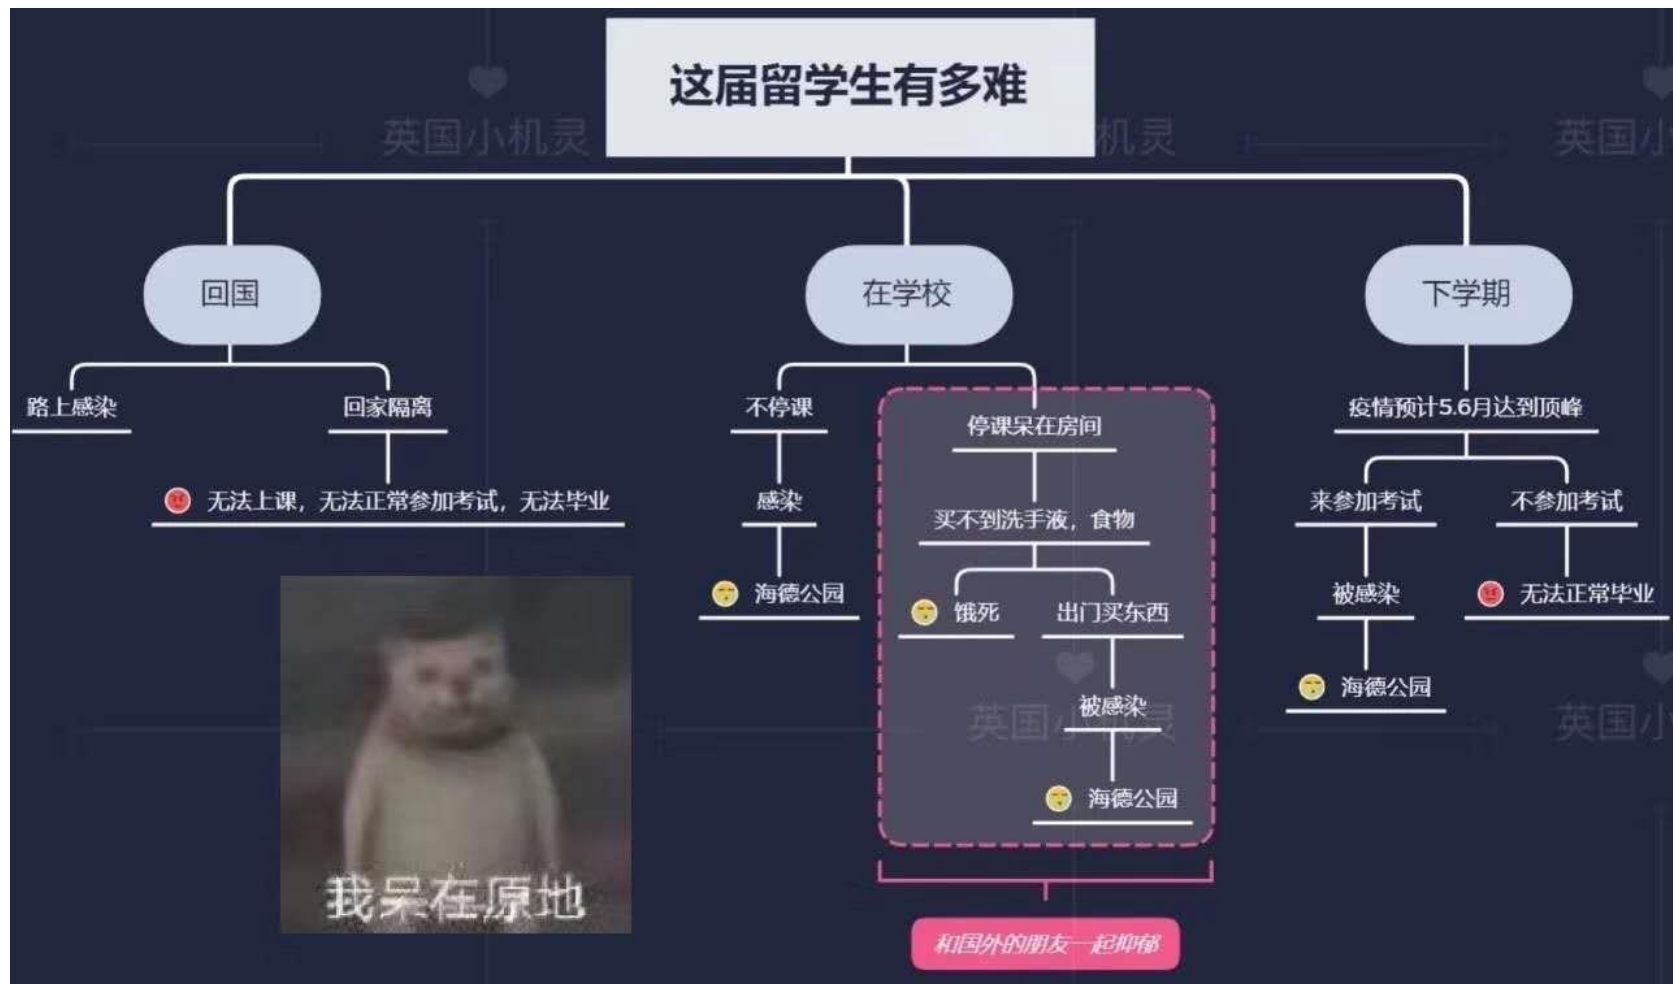 这届留学生有多难
英国小机灵
机灵
英国小
回国
在学校
下学期
路上感染
回家隔离
不停课
停课呆在房间
疫情预计5.6月达到顶峰
无法上课，无法正常参加考试，无法毕业
感染
买不到洗手液，食物
来参加考试
不参加考试
海德公园
饿死
出门买东西
被感染
无法正常毕业
被感染
海德公园
英国小机灵
英国小
海德公园
我呆在原地
和国外的朋友一起抑郁